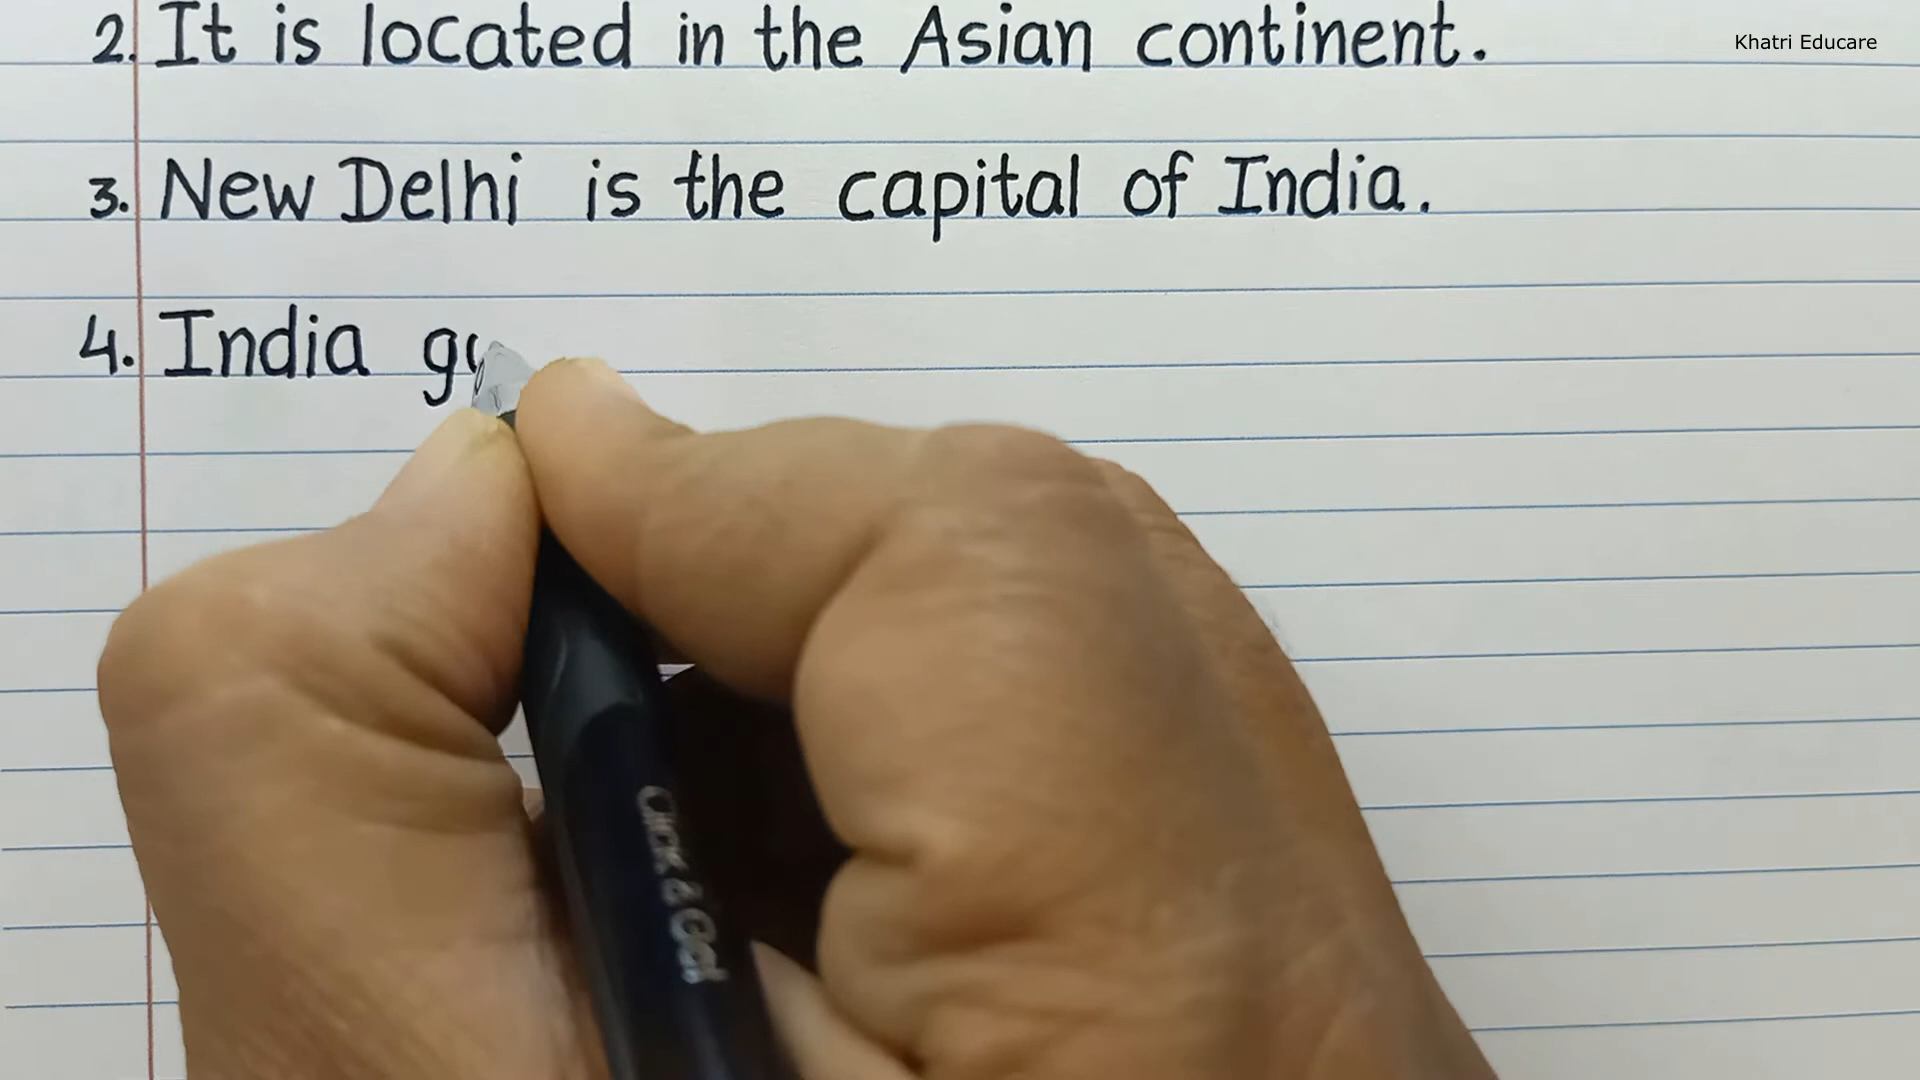 Khatri Educare
2. It is located in the Asian continent.
3. New Delhi is the capital of India.
4. India